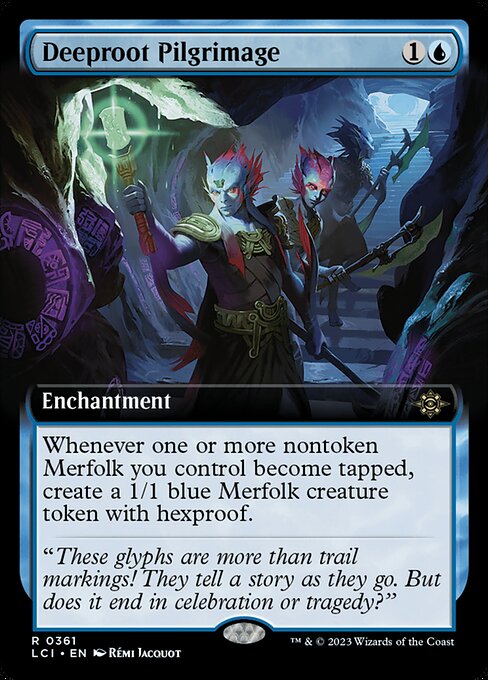 Deeproot Pilgrimage 1
Enchantment
Whenever one or more nontoken
Merfolk you control become tapped,
create a 1/1 blue Merfolk creature
token with hexproof.
“These glyphs are more than trail
markings! They tell a story as they go. But
does it end in celebration or tragedy?”
R 0361
LCI • EN Rémi Jacquot
™ & © 2023 Wizards of the Coast